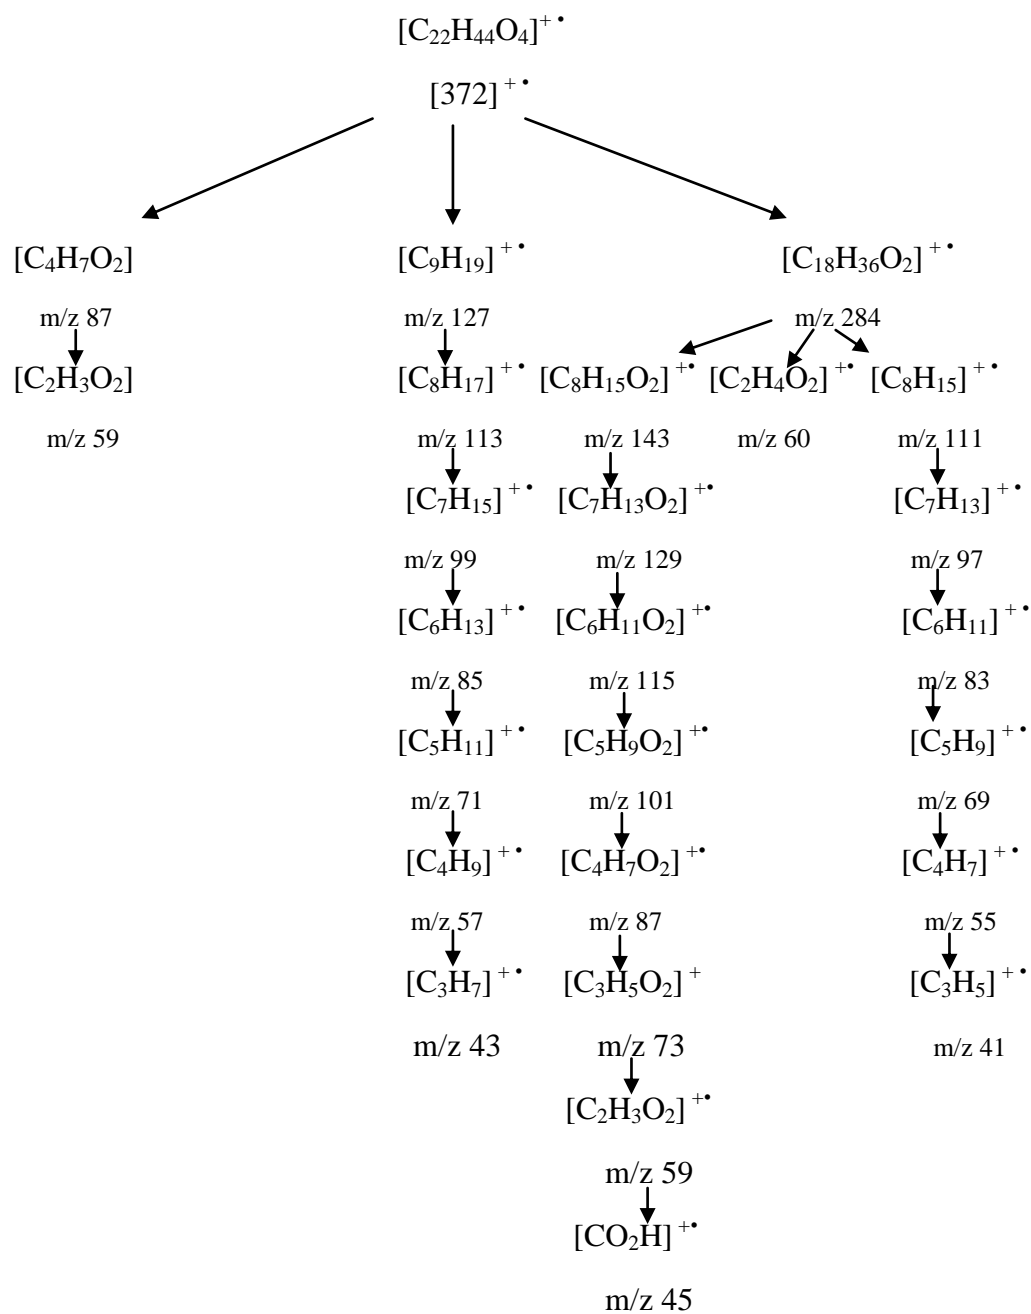 [C₂₂H₄₄O₄]⁺•
[372]⁺•
[C₄H₇O₂] [C₉H₁₉]⁺• [C₁₈H₃₆O₂]⁺•
m/z 87 m/z 127 m/z 284
[C₂H₃O₂] [C₈H₁₇]⁺• [C₈H₁₅O₂]⁺• [C₂H₄O₂]⁺• [C₈H₁₅]⁺•
m/z 59 m/z 113 m/z 143 m/z 60 m/z 111
[C₇H₁₅]⁺• [C₇H₁₃O₂]⁺• [C₇H₁₃]⁺•
m/z 99 m/z 129 m/z 97
[C₆H₁₃]⁺• [C₆H₁₁O₂]⁺• [C₆H₁₁]⁺•
m/z 85 m/z 115 m/z 83
[C₅H₁₁]⁺• [C₅H₉O₂]⁺• [C₅H₉]⁺•
m/z 71 m/z 101 m/z 69
[C₄H₉]⁺• [C₄H₇O₂]⁺• [C₄H₇]⁺•
m/z 57 m/z 87 m/z 55
[C₃H₇]⁺• [C₃H₅O₂]⁺ [C₃H₅]⁺•
m/z 43 m/z 73 m/z 41
[C₂H₃O₂]⁺•
m/z 59
[CO₂H]⁺•
m/z 45